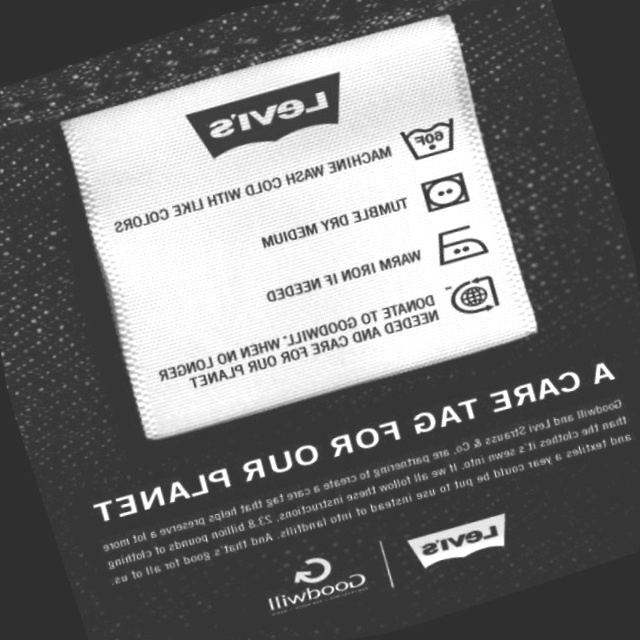 Levi's
60F
MACHINE WASH COLD WITH LIKE COLORS
TUMBLE DRY MEDIUM
WARM IRON IF NEEDED
DONATE TO GOODWILL™ WHEN NO LONGER
NEEDED AND CARE FOR OUR PLANET
A CARE TAG FOR OUR PLANET
Goodwill and Levi Strauss & Co. are partnering to create a care tag that helps preserve a lot more
than the clothes it's sewn into. If we all follow these instructions, 23.8 billion pounds of clothing
and textiles a year could be put to use instead of into landfills. And that's good for all of us.
Levi's
Goodwill